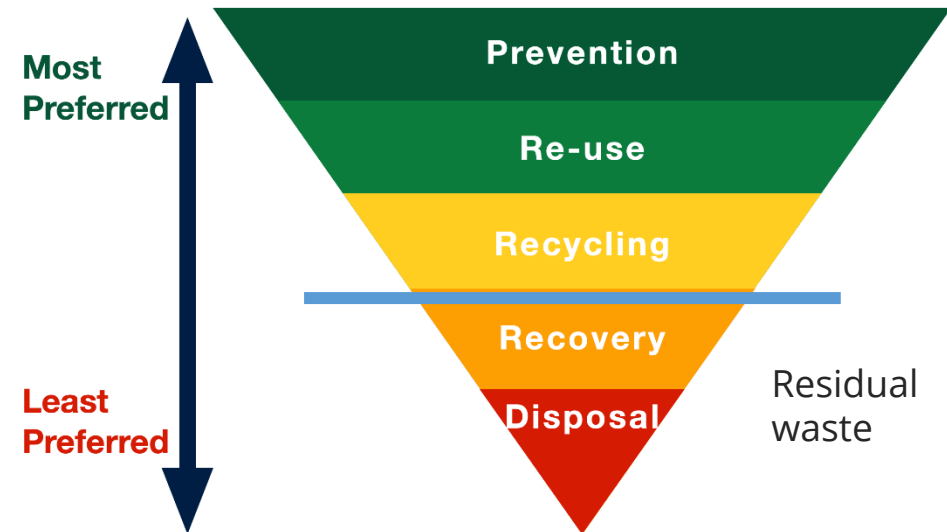 Prevention
Most
Preferred
Re-use
Recycling
Recovery
Least
Preferred
Disposal
Residual
waste